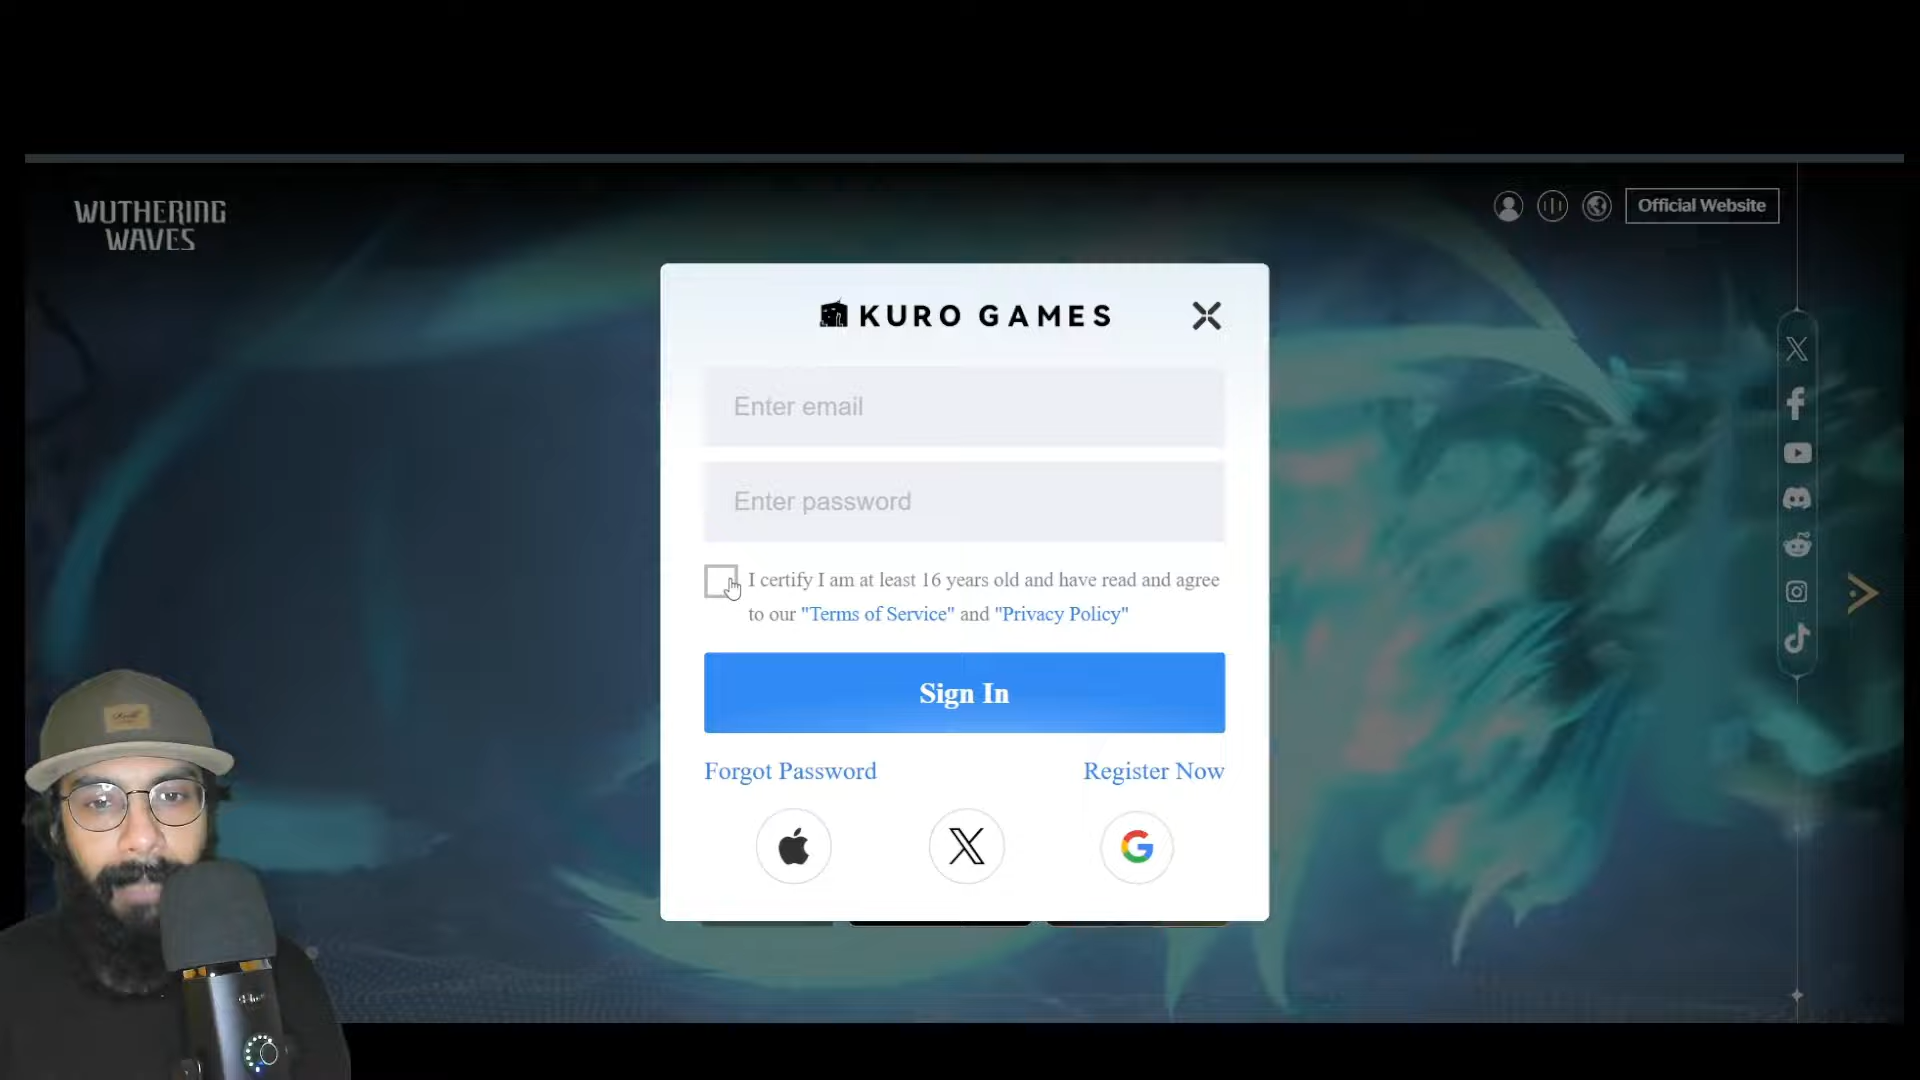 WUTHERING
WAVES
Official Website
KURO GAMES
Enter email
Enter password
I certify I am at least 16 years old and have read and agree
to our "Terms of Service" and "Privacy Policy"
Sign In
Forgot Password
Register Now